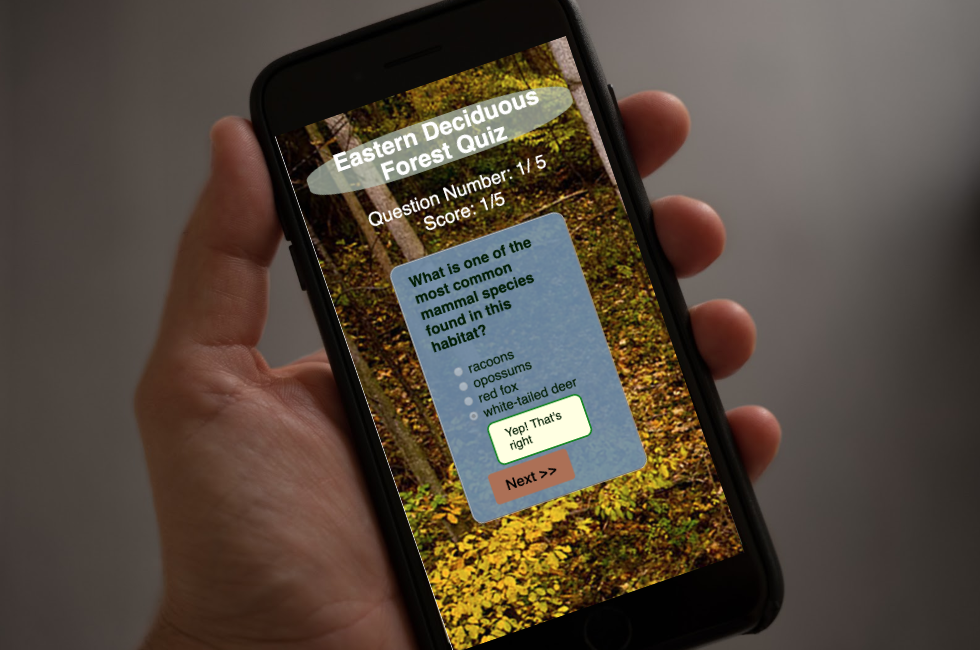 Eastern Deciduous
Forest Quiz
Question Number: 1/ 5
Score: 1/5
What is one of the
most common
mammal species
found in this
habitat?
racoons
opossums
red fox
white-tailed deer
Yep! That's
right
Next >>